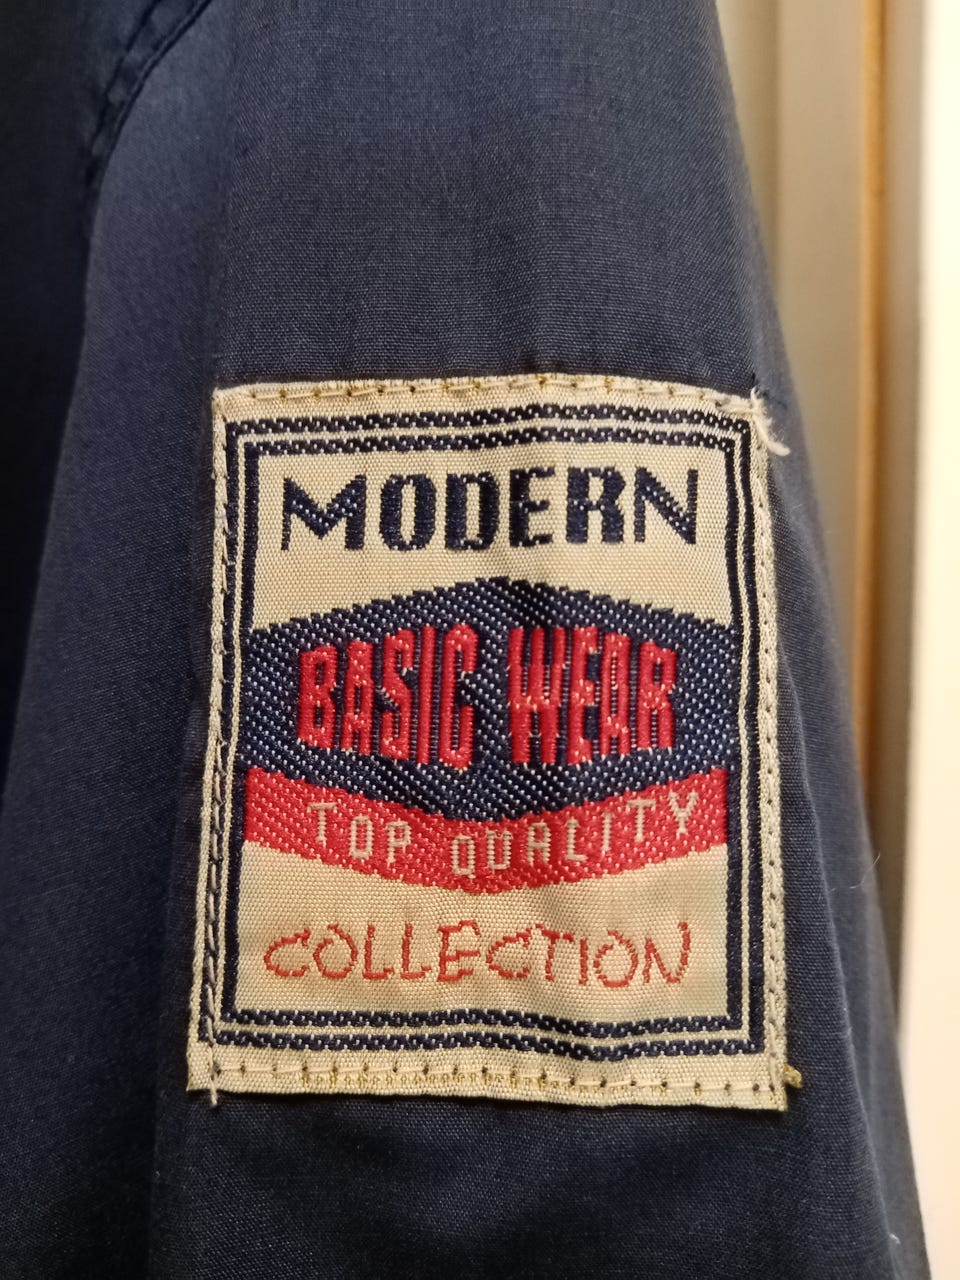 MODERN
BASIC WEAR
TOP QUALITY
COLLECTION